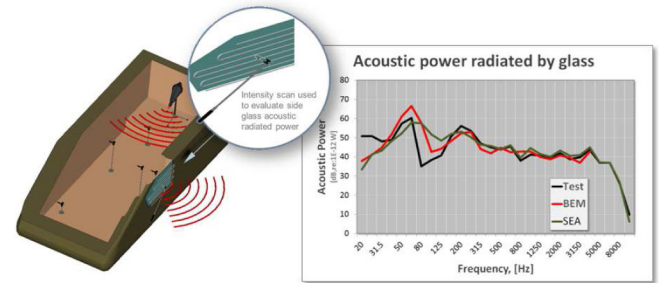 Intensity scan used
to evaluate side
glass acoustic
radiated power
Acoustic power radiated by glass
Acoustic Power
[dB,re:1E-12 W]
80
70
60
50
40
30
20
10
0
Test
BEM
SEA
20 31.5 50 80 125 200 315 500 800 1250 2000 3150 5000 8000
Frequency, [Hz]